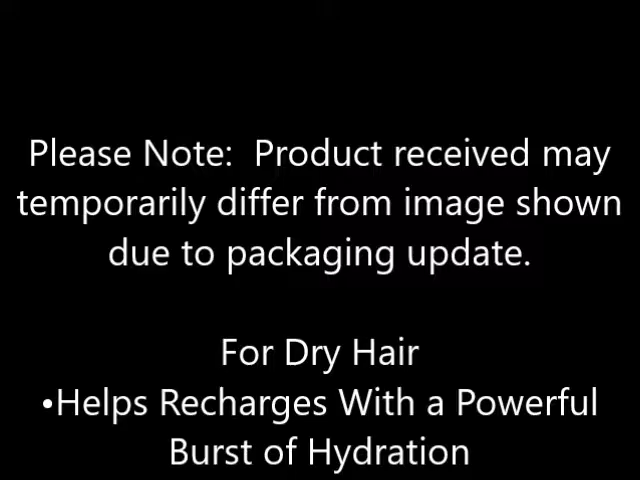 Please Note:  Product received may
temporarily differ from image shown
due to packaging update.
For Dry Hair
•Helps Recharges With a Powerful
Burst of Hydration